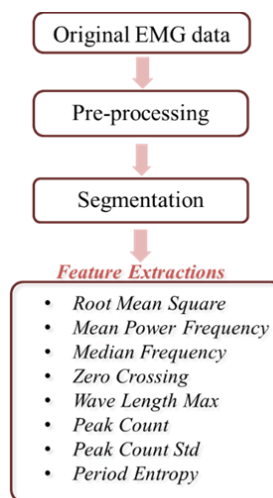 Original EMG data
Pre-processing
Segmentation
Feature Extractions
• Root Mean Square
• Mean Power Frequency
• Median Frequency
• Zero Crossing
• Wave Length Max
• Peak Count
• Peak Count Std
• Period Entropy